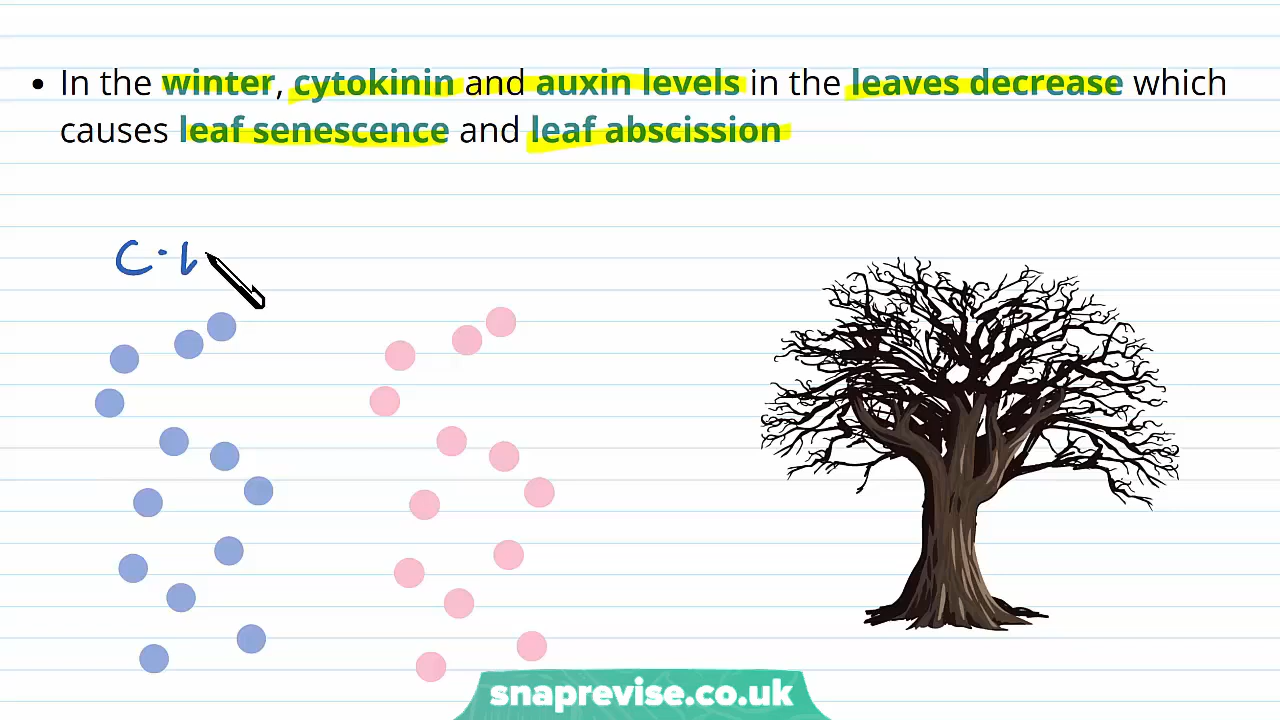 • In the winter, cytokinin and auxin levels in the leaves decrease which
causes leaf senescence and leaf abscission
snaprevise.co.uk